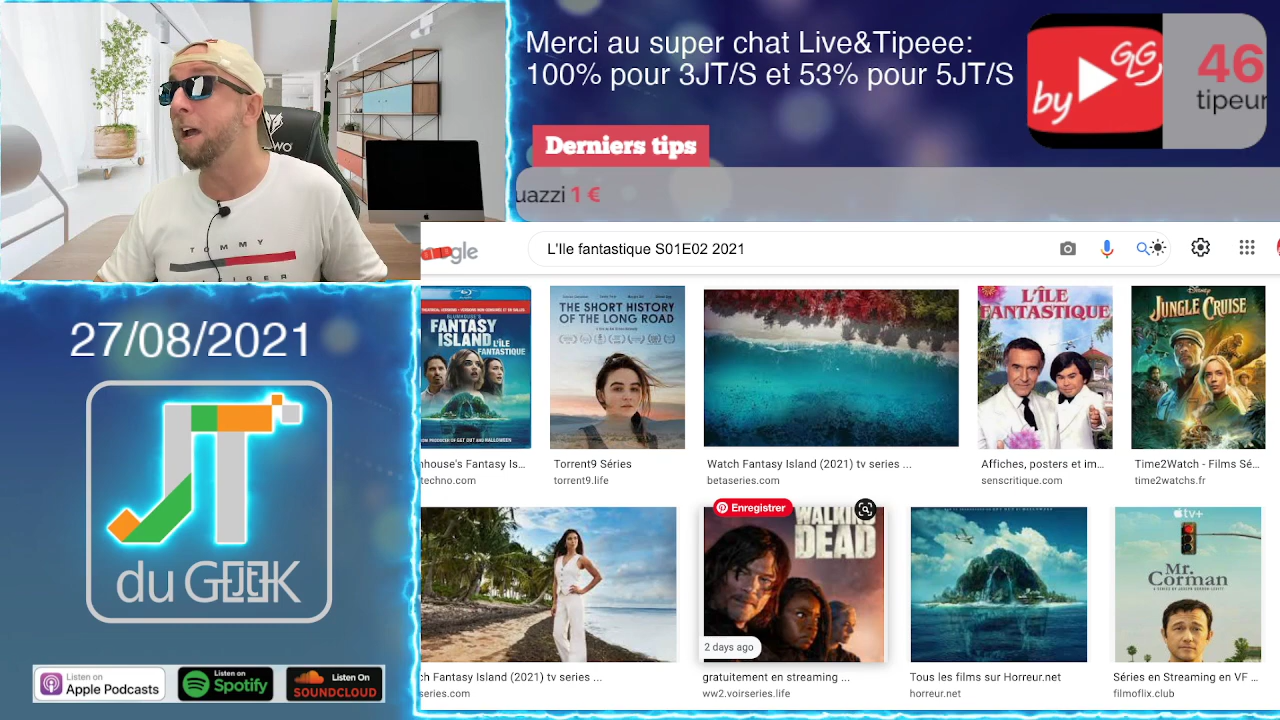 Merci au super chat Live&Tipeee:
100% pour 3JT/S et 53% pour 5JT/S
by
GLG
46
tipeur
Derniers tips
uazzi 1 €
TOMMY
L'Ile fantastique S01E02 2021
FANTASY
ISLAND
L'ÎLE
FANTASTIQUE
THE SHORT HISTORY
OF THE LONG ROAD
L'ÎLE
FANTASTIQUE
Disney
JUNGLE CRUISE
nhouse's Fantasy Is...
techno.com
Torrent9 Séries
torrent9.life
Watch Fantasy Island (2021) tv series ...
betaseries.com
Affiches, posters et im...
senscritique.com
Time2Watch - Films Sé...
time2watchs.fr
27/08/2021
JT
du GEEK
Enregistrer
WALKING
DEAD
2 days ago
tv+
Mr.
Corman
gratuitement en streaming ...
ww2.voirseries.life
gratuitement
Fantasy Island (2021) tv series ...
series.com
Tous les films sur Horreur.net
horreur.net
Séries en Streaming en VF ...
filmoflix.club
Listen on
Apple Podcasts
Listen on
Spotify
Listen On
SOUNDCLOUD